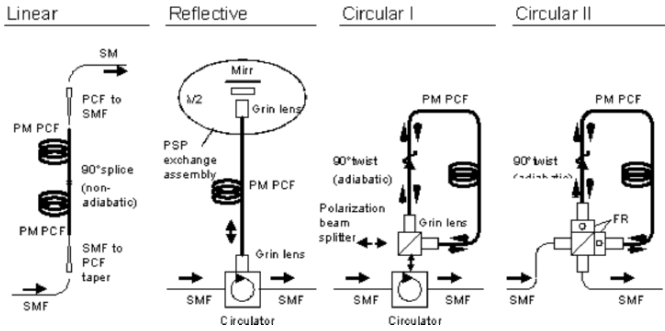 Linear
SM
PCF to
SMF
PM PCF
90°splice
(non-
adiabatic)
PM PCF
SMF to
PCF
taper
SMF
Reflective
Mirr
λ/2
Grin lens
PSP
exchange
assembly
PM PCF
Grin lens
SMF
SMF
Circulator
Circular I
PM PCF
90°twist
(adiabatic)
Polarization
beam
splitter
Grin lens
SMF
SMF
Circulator
Circular II
PM PCF
90°twist
(adiabatic)
FR
SMF
SMF